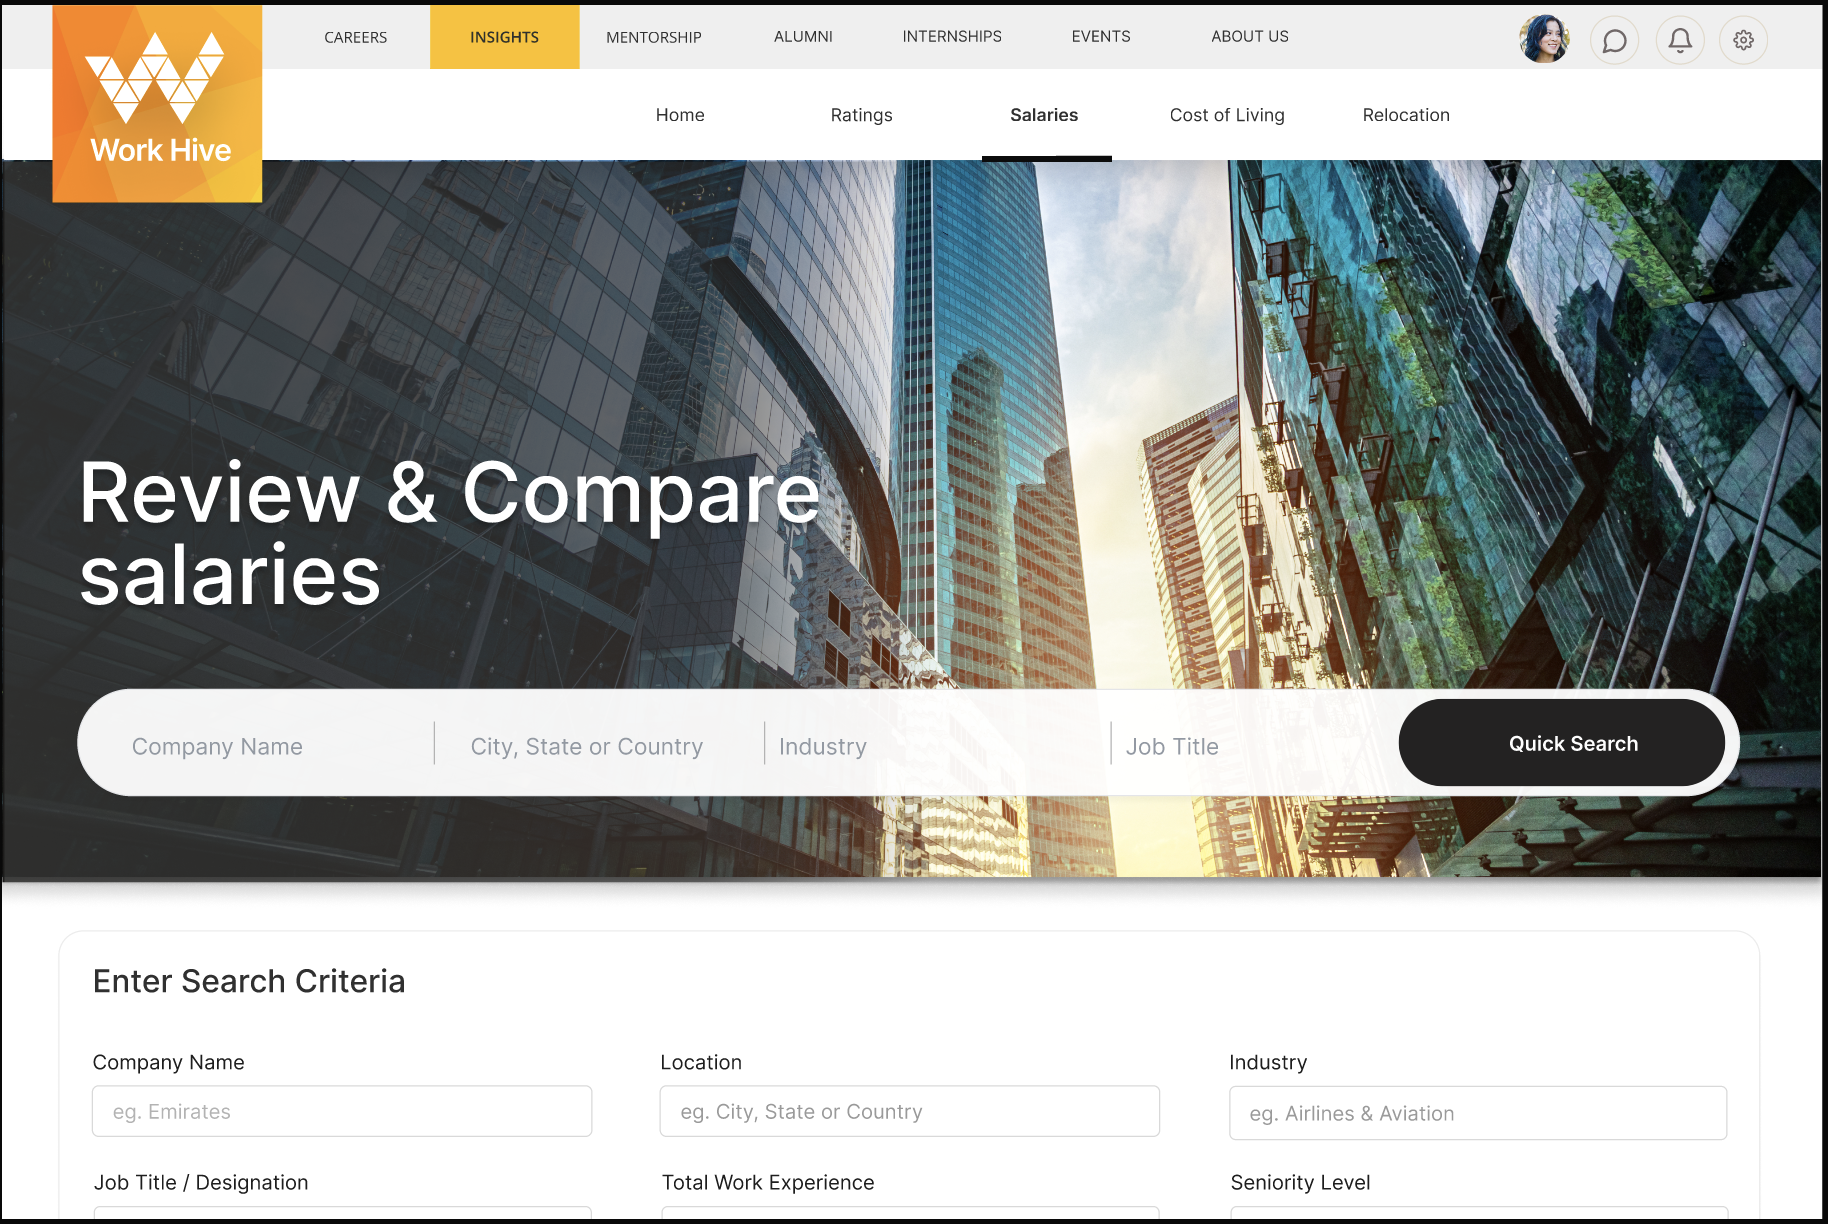 CAREERS
INSIGHTS
MENTORSHIP
ALUMNI
INTERNSHIPS
EVENTS
ABOUT US
Work Hive
Home
Ratings
Salaries
Cost of Living
Relocation
Review & Compare
salaries
Company Name
City, State or Country
Industry
Job Title
Quick Search
Enter Search Criteria
Company Name
Location
Industry
eg. Emirates
eg. City, State or Country
eg. Airlines & Aviation
Job Title / Designation
Total Work Experience
Seniority Level